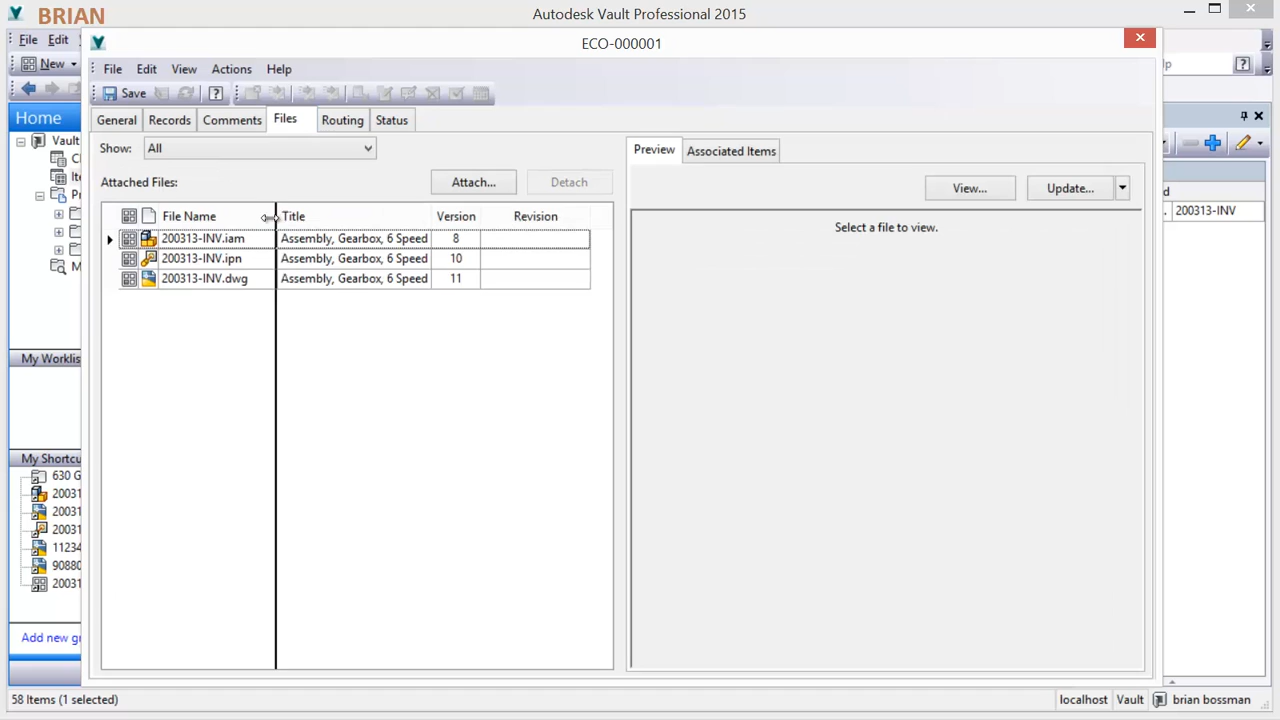 BRIAN
Autodesk Vault Professional 2015
File Edit
ECO-000001
New
File Edit View Actions Help
Save
Home
General Records Comments Files Routing Status
Vault
Show: All
Preview Associated Items
Attached Files:
Attach... Detach
View... Update...
File Name Title Version Revision
200313-INV
Select a file to view.
200313-INV.iam Assembly, Gearbox, 6 Speed 8
200313-INV.ipn Assembly, Gearbox, 6 Speed 10
200313-INV.dwg Assembly, Gearbox, 6 Speed 11
My Worklis
My Shortcu
630 G
20031
20031
20031
11234
90880
20031
Add new gr
58 Items (1 selected)
localhost Vault brian bossman